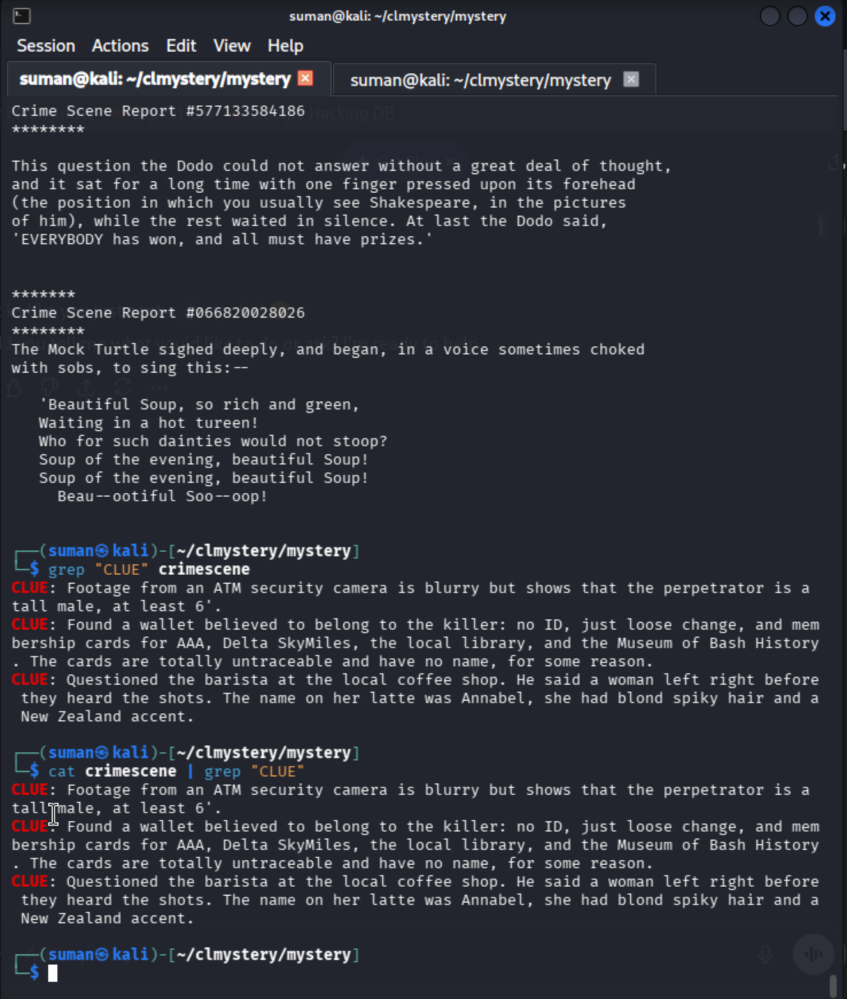 suman@kali: ~/clmystery/mystery
Session Actions Edit View Help
suman@kali: ~/clmystery/mystery suman@kali: ~/clmystery/mystery
Crime Scene Report #577133584186
Hacking DB
********
This question the Dodo could not answer without a great deal of thought,
and it sat for a long time with one finger pressed upon its forehead
(the position in which you usually see Shakespeare, in the pictures
of him), while the rest waited in silence. At last the Dodo said,
'EVERYBODY has won, and all must have prizes.'
*******
Crime Scene Report #066820028026
********
The Mock Turtle sighed deeply, and began, in a voice sometimes choked
with sobs, to sing this:--
'Beautiful Soup, so rich and green,
Waiting in a hot tureen!
Who for such dainties would not stoop?
Soup of the evening, beautiful Soup!
Soup of the evening, beautiful Soup!
Beau--ootiful Soo--oop!
┌──(suman㉿kali)-[~/clmystery/mystery]
└─$ grep "CLUE" crimescene
CLUE: Footage from an ATM security camera is blurry but shows that the perpetrator is a
tall male, at least 6'.
CLUE: Found a wallet believed to belong to the killer: no ID, just loose change, and mem
bership cards for AAA, Delta SkyMiles, the local library, and the Museum of Bash History
. The cards are totally untraceable and have no name, for some reason.
CLUE: Questioned the barista at the local coffee shop. He said a woman left right before
they heard the shots. The name on her latte was Annabel, she had blond spiky hair and a
New Zealand accent.
┌──(suman㉿kali)-[~/clmystery/mystery]
└─$ cat crimescene | grep "CLUE"
CLUE: Footage from an ATM security camera is blurry but shows that the perpetrator is a
tall male, at least 6'.
CLUE: Found a wallet believed to belong to the killer: no ID, just loose change, and mem
bership cards for AAA, Delta SkyMiles, the local library, and the Museum of Bash History
. The cards are totally untraceable and have no name, for some reason.
CLUE: Questioned the barista at the local coffee shop. He said a woman left right before
they heard the shots. The name on her latte was Annabel, she had blond spiky hair and a
New Zealand accent.
┌──(suman㉿kali)-[~/clmystery/mystery]
└─$